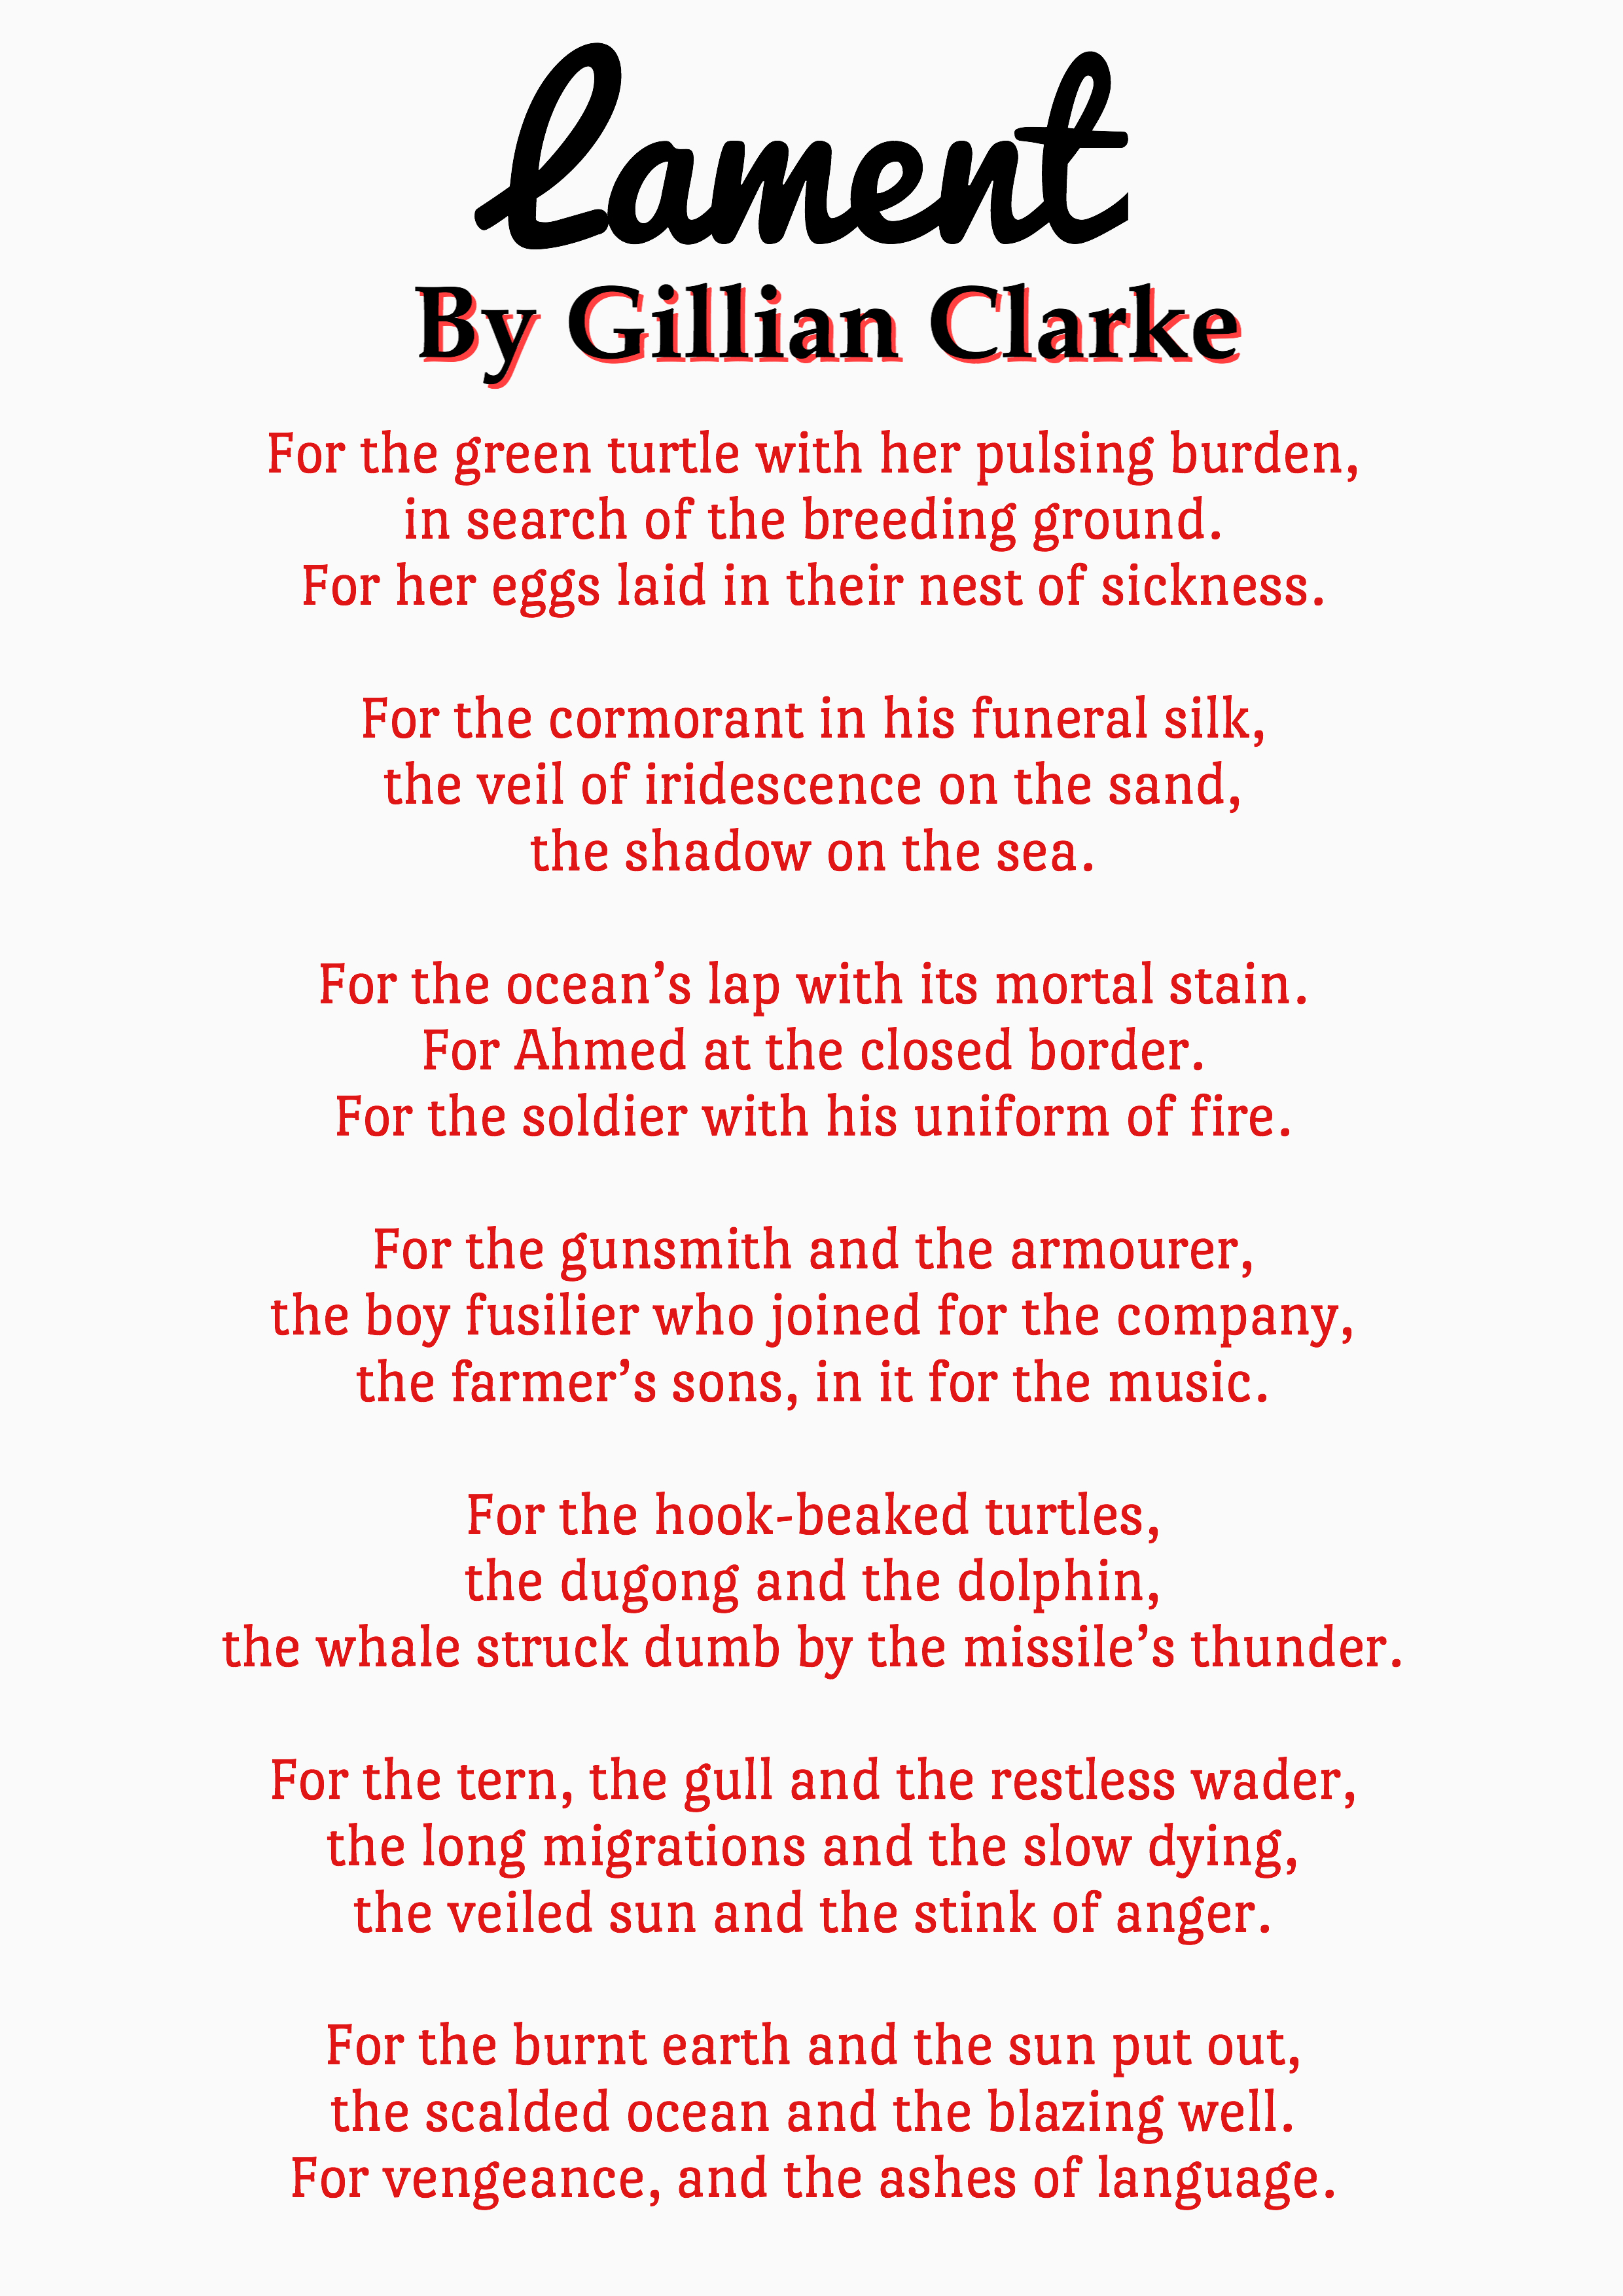 Lament
By Gillian Clarke
For the green turtle with her pulsing burden,
in search of the breeding ground.
For her eggs laid in their nest of sickness.
For the cormorant in his funeral silk,
the veil of iridescence on the sand,
the shadow on the sea.
For the ocean’s lap with its mortal stain.
For Ahmed at the closed border.
For the soldier with his uniform of fire.
For the gunsmith and the armourer,
the boy fusilier who joined for the company,
the farmer’s sons, in it for the music.
For the hook-beaked turtles,
the dugong and the dolphin,
the whale struck dumb by the missile’s thunder.
For the tern, the gull and the restless wader,
the long migrations and the slow dying,
the veiled sun and the stink of anger.
For the burnt earth and the sun put out,
the scalded ocean and the blazing well.
For vengeance, and the ashes of language.